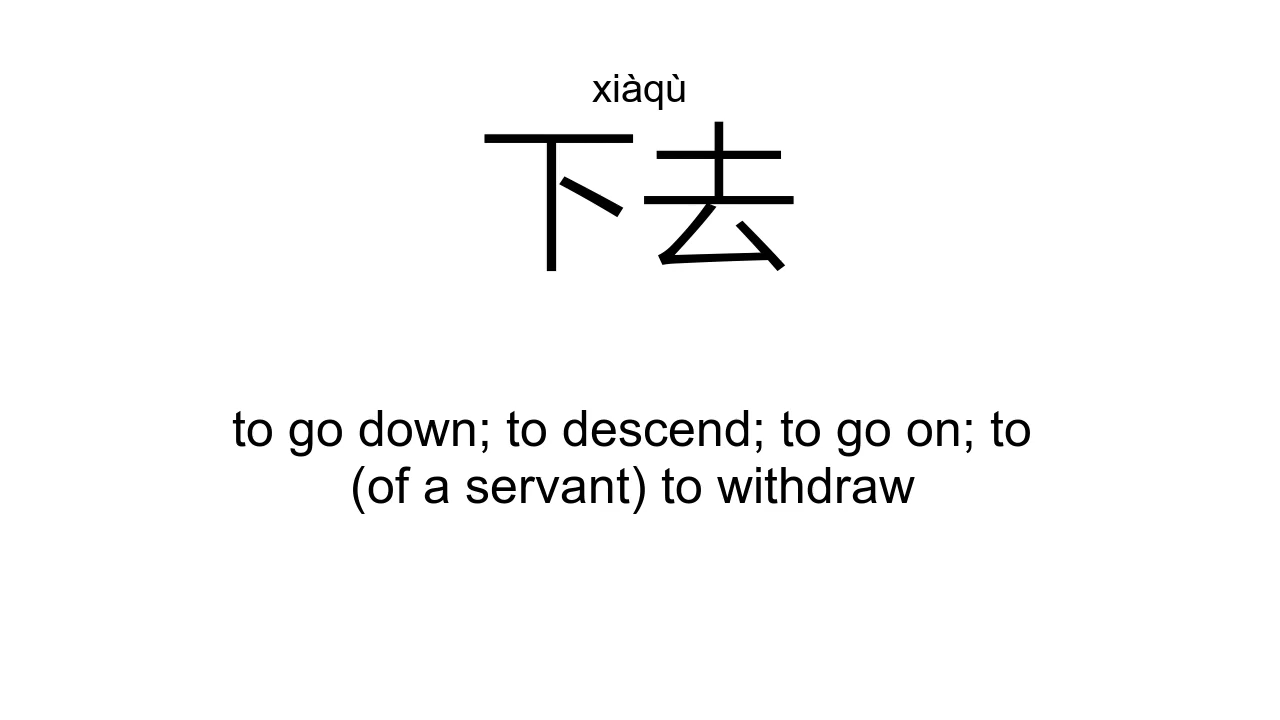 xiàqù
下去
to go down; to descend; to go on; to
(of a servant) to withdraw